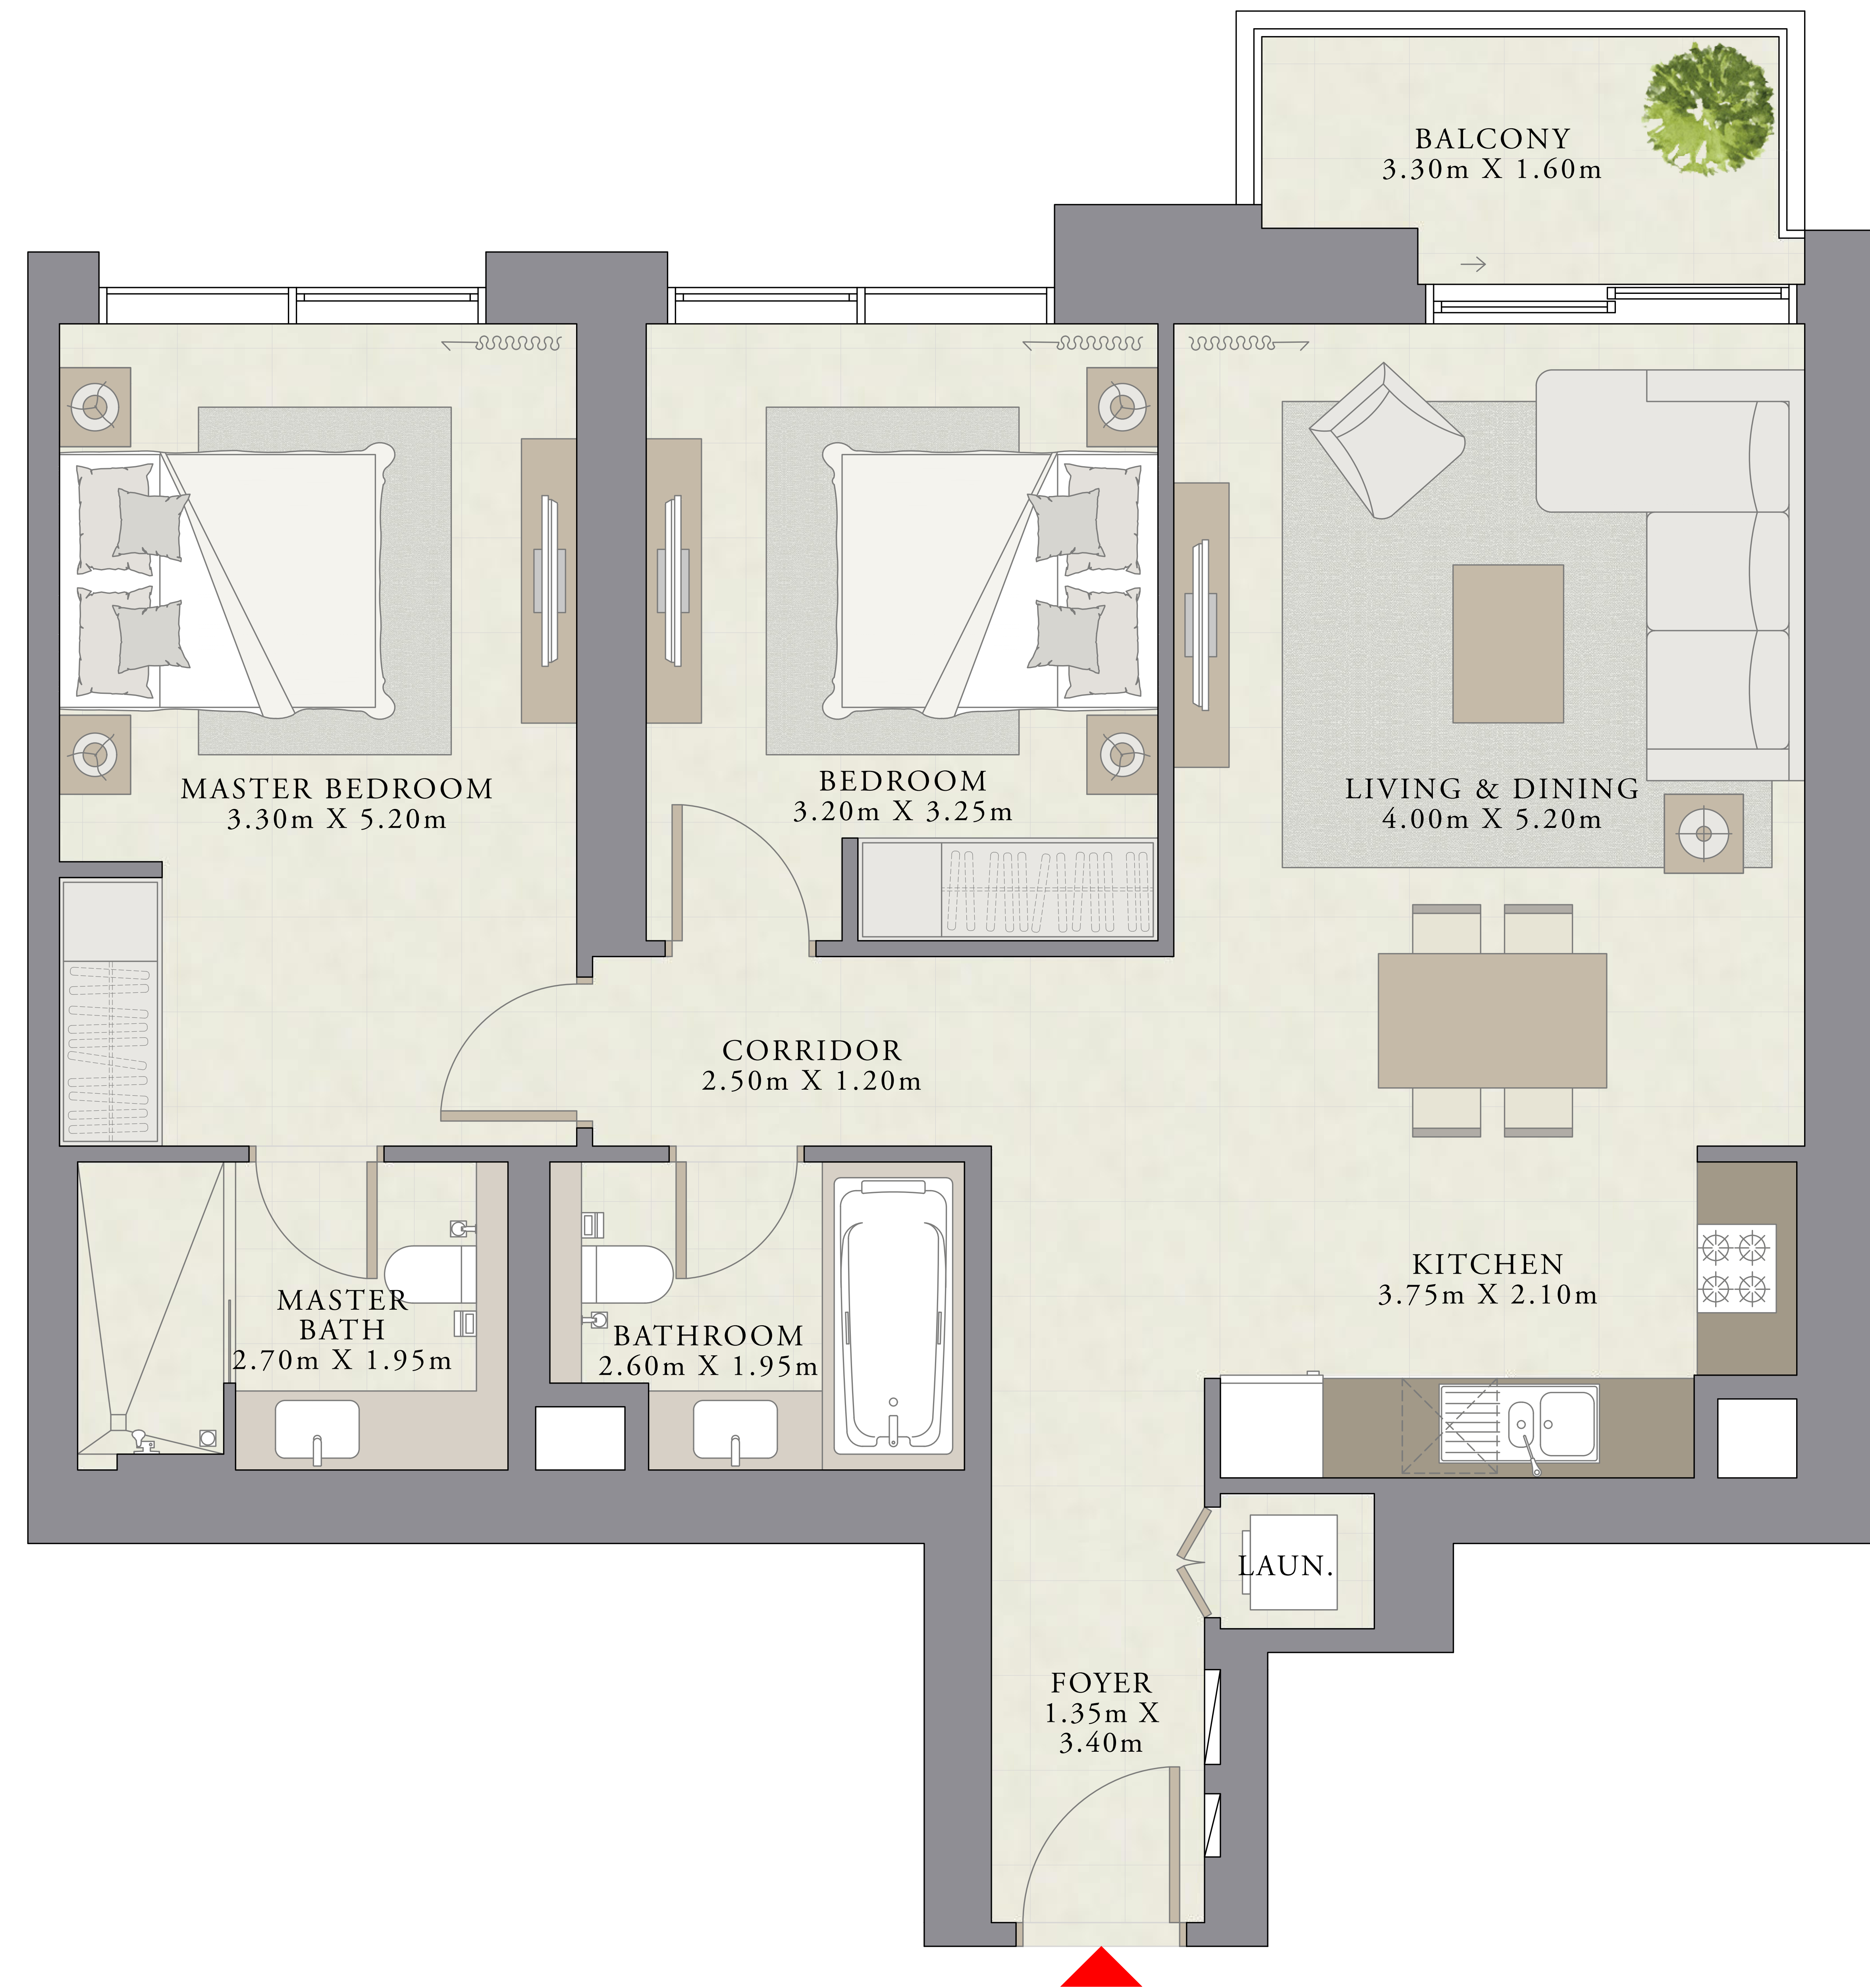 BALCONY
3.30m X 1.60m
MASTER BEDROOM
3.30m X 5.20m
BEDROOM
3.20m X 3.25m
LIVING & DINING
4.00m X 5.20m
CORRIDOR
2.50m X 1.20m
KITCHEN
3.75m X 2.10m
MASTER
BATH
2.70m X 1.95m
BATHROOM
2.60m X 1.95m
LAUN.
FOYER
1.35m X
3.40m